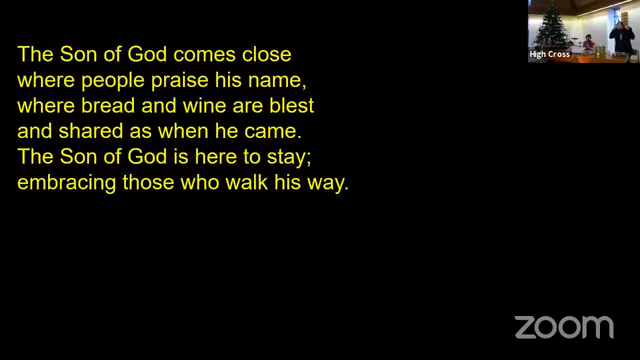 The Son of God comes close
where people praise his name,
where bread and wine are blest
and shared as when he came.
The Son of God is here to stay;
embracing those who walk his way.
High Cross
zoom